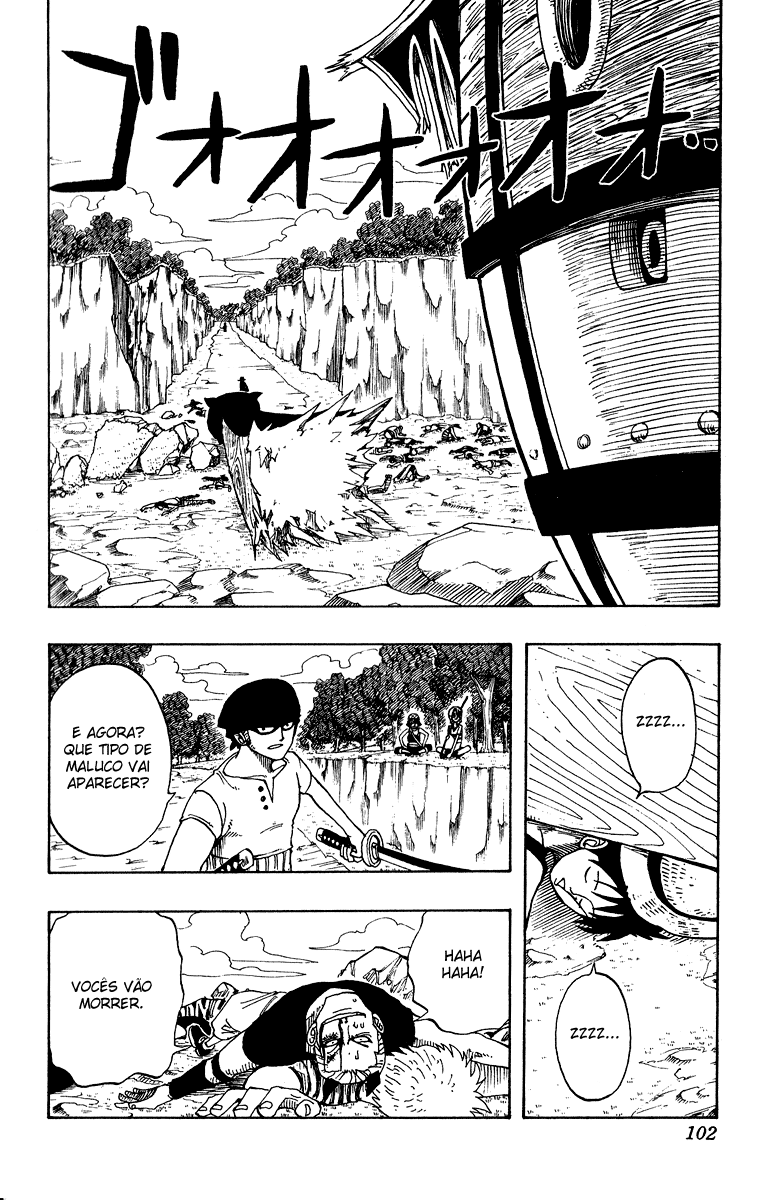 ゴオオオオオオ‥
ZZZZ...
ZZZZ...
E AGORA?
QUE TIPO DE
MALUCO VAI
APARECER?
HAHA
HAHA!
VOCÊS VÃO
MORRER.
102